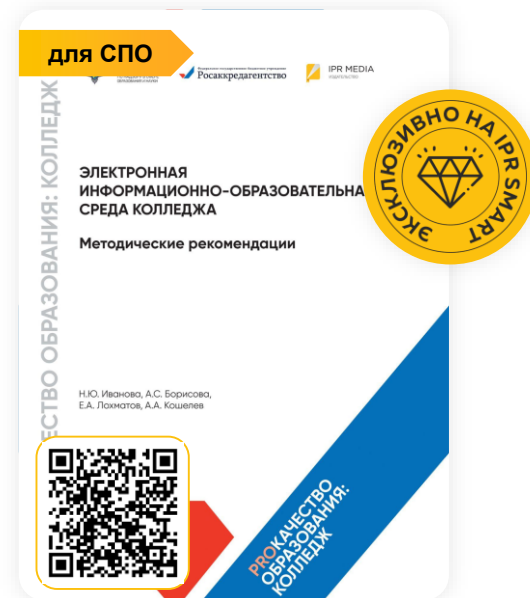 для СПО
Росаккредагентство
IPR MEDIA
ЭКСКЛЮЗИВНО НА IPR SMART
ЭЛЕКТРОННАЯ
ИНФОРМАЦИОННО-ОБРАЗОВАТЕЛЬНА
СРЕДА КОЛЛЕДЖА
Методические рекомендации
ЕСТВО ОБРАЗОВАНИЯ: КОЛЛЕДЖ
Н.Ю. Иванова, А.С. Борисова,
Е.А. Лохматов, А.А. Кошелев
PROКАЧЕСТВО
ОБРАЗОВАНИЯ:
КОЛЛЕДЖ